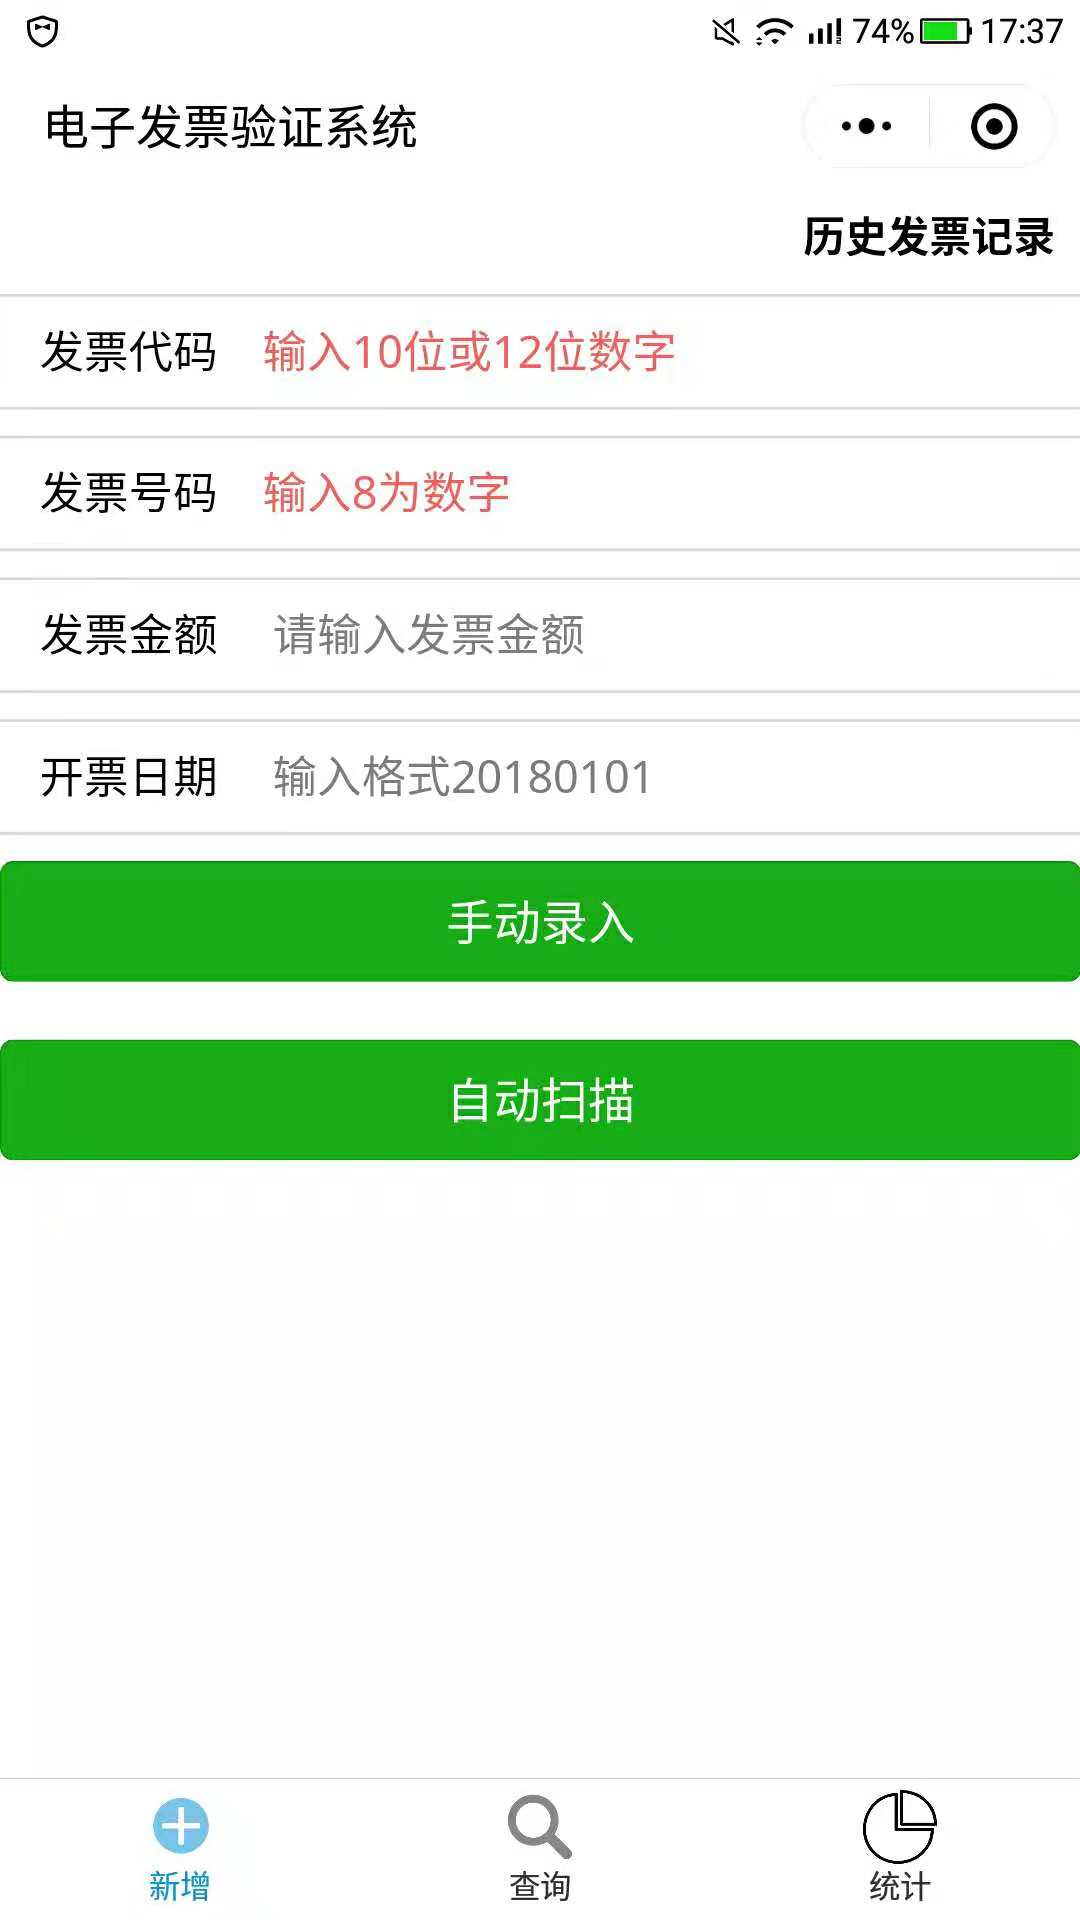 74% 17:37
电子发票验证系统
历史发票记录
发票代码 输入10位或12位数字
发票号码 输入8为数字
发票金额 请输入发票金额
开票日期 输入格式20180101
手动录入
自动扫描
新增 查询 统计